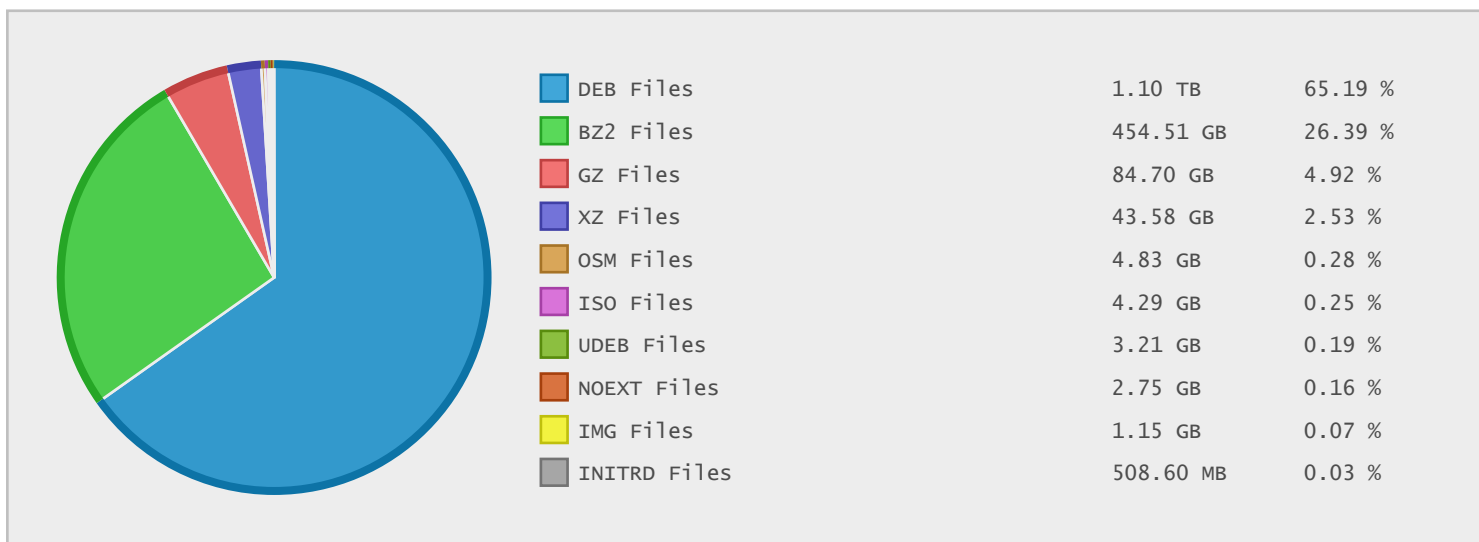 DEB Files 1.10 TB 65.19 %
BZ2 Files 454.51 GB 26.39 %
GZ Files 84.70 GB 4.92 %
XZ Files 43.58 GB 2.53 %
OSM Files 4.83 GB 0.28 %
ISO Files 4.29 GB 0.25 %
UDEB Files 3.21 GB 0.19 %
NOEXT Files 2.75 GB 0.16 %
IMG Files 1.15 GB 0.07 %
INITRD Files 508.60 MB 0.03 %